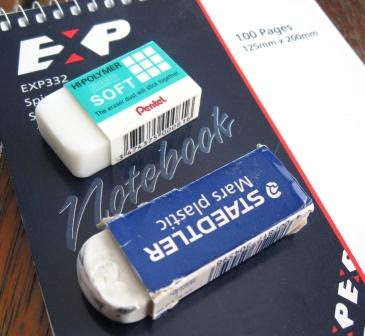 EXP
EXP332
100 Pages
125mm x 200mm
HI-POLYMER
SOFT
The eraser dust will stick together.
Pentel
Notebook
STAEDTLER
Mars plastic
EXP